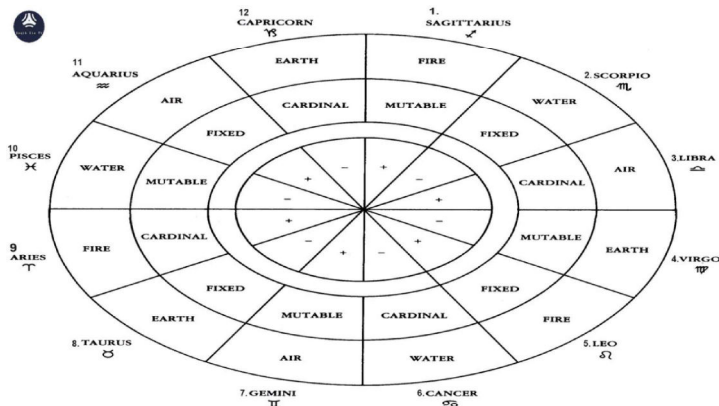 12
CAPRICORN
♑
1.
SAGITTARIUS
♐
11
AQUARIUS
♒
EARTH
FIRE
2. SCORPIO
♏
AIR
CARDINAL
MUTABLE
WATER
FIXED
FIXED
10
PISCES
♓
WATER
MUTABLE
CARDINAL
AIR
3. LIBRA
♎
− +
+ −
− +
+ −
− +
+ −
9
ARIES
♈
FIRE
CARDINAL
MUTABLE
EARTH
4. VIRGO
♍
FIXED
FIXED
EARTH
MUTABLE
CARDINAL
FIRE
8. TAURUS
♉
AIR
WATER
5. LEO
♌
7. GEMINI
♊
6. CANCER
♋